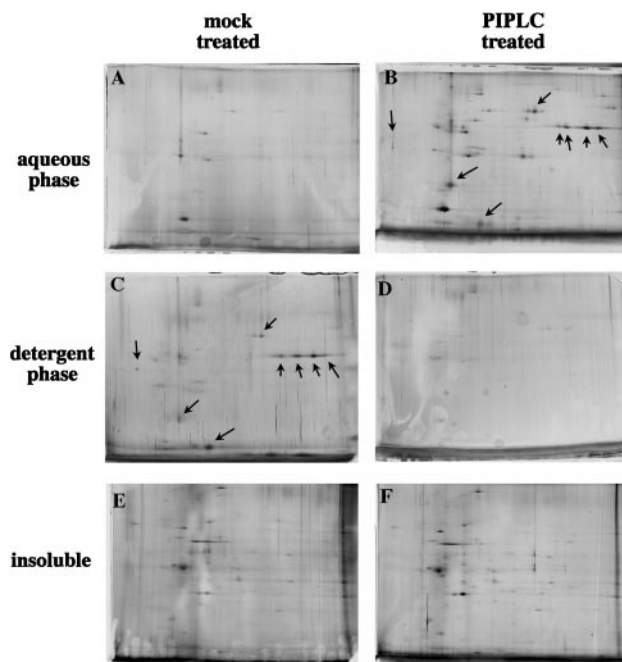 mock
treated
PIPLC
treated
A
B
aqueous
phase
C
D
detergent
phase
E
F
insoluble